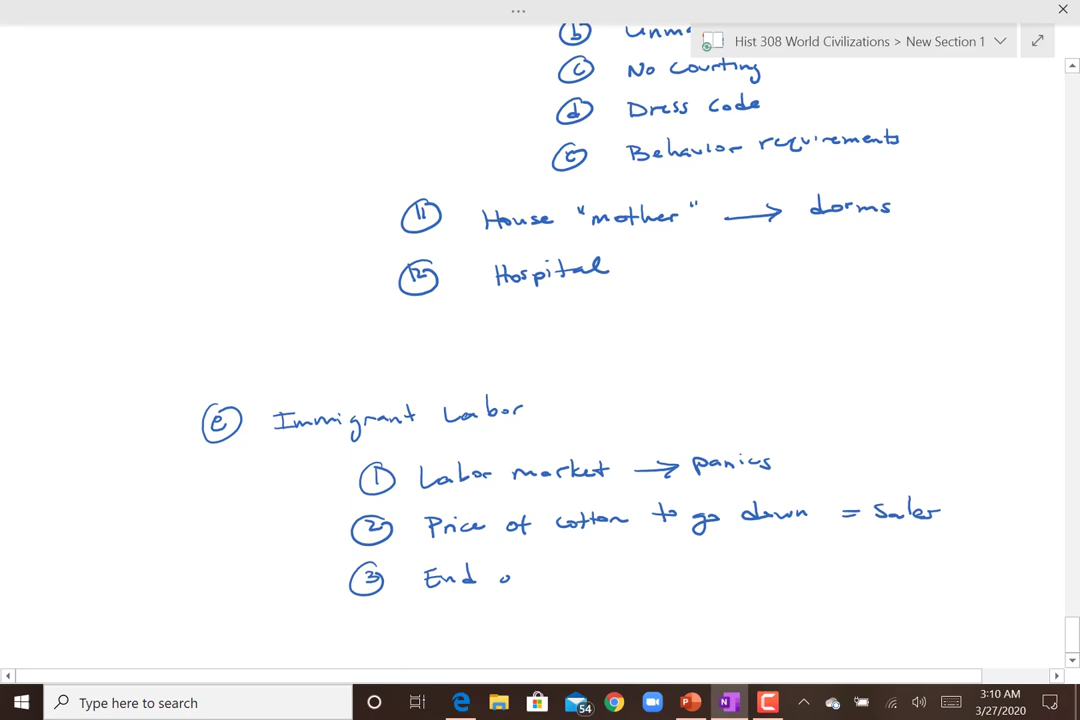 Hist 308 World Civilizations > New Section 1
(b)
(c) No Courting
(d) Dress Code
(e) Behavior requirements
(11) House "mother" → dorms
(12) Hospital
(e) Immigrant Labor
(1) Labor market → panics
(2) Price of cotton to go down =
(3) End o
Type here to search
54
3:10 AM
3/27/2020